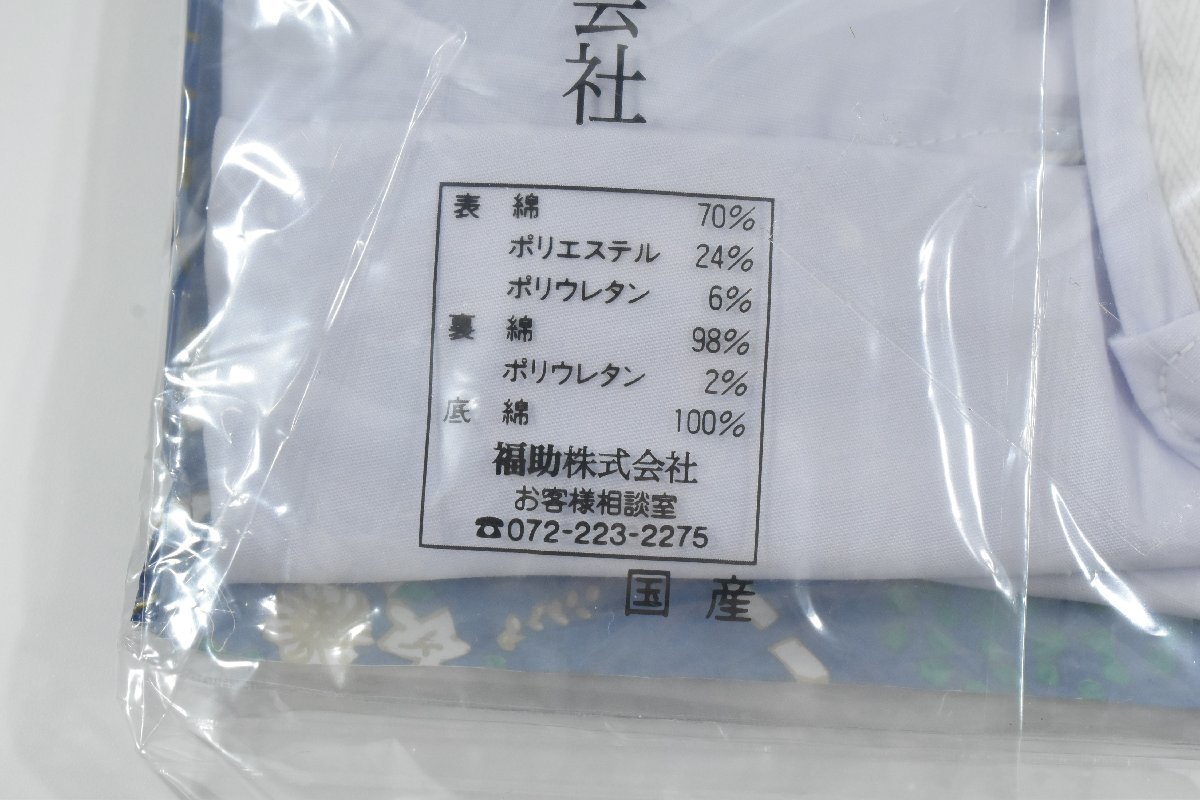 会社
表 綿 70%
ポリエステル 24%
ポリウレタン 6%
裏 綿 98%
ポリウレタン 2%
底 綿 100%
福助株式会社
お客様相談室
☎072-223-2275
国産